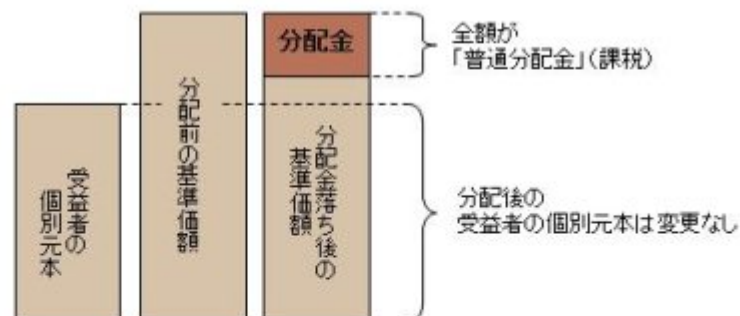 分配金
全額が
「普通分配金」(課税)
受益者の
個別元本
分配前の基準価額
分配金落ち後の
基準価額
分配後の
受益者の個別元本は変更なし